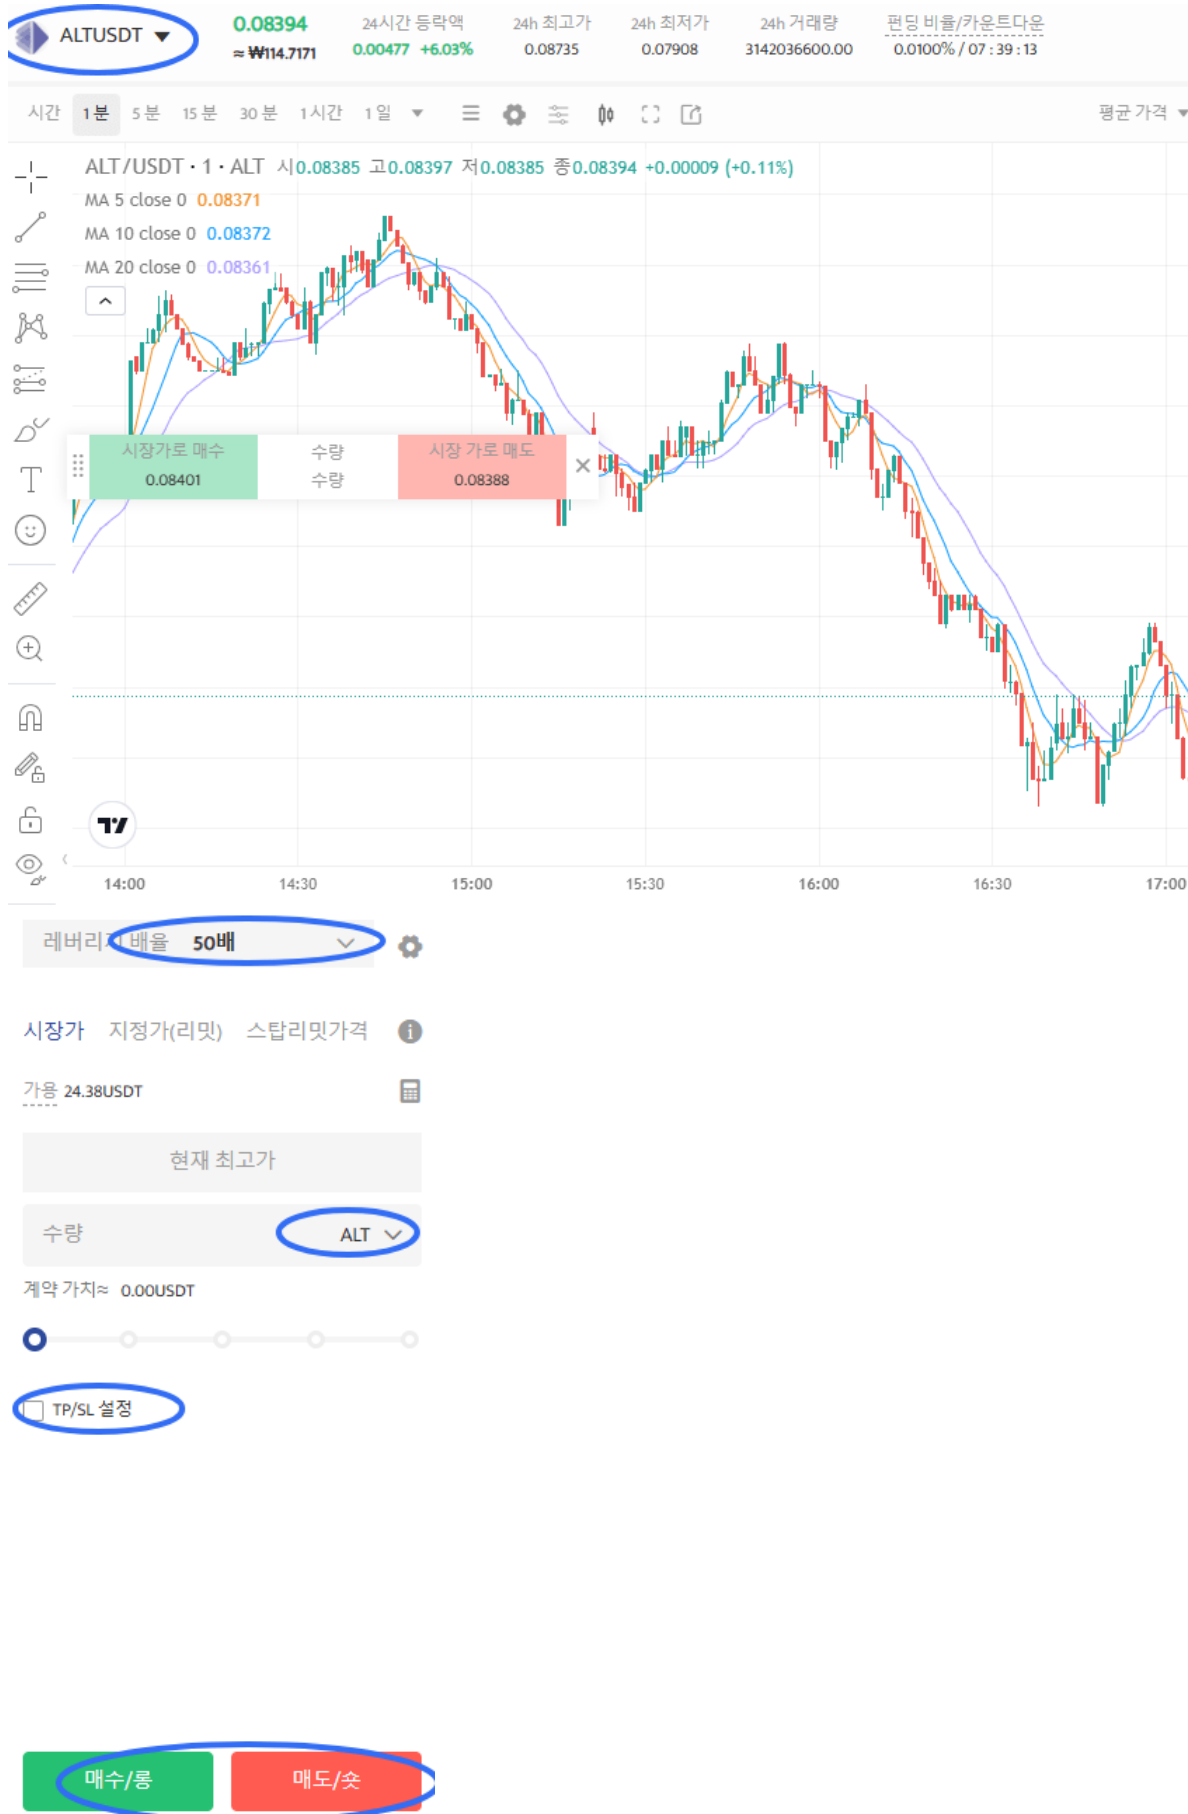 ALTUSDT
0.08394
≈ ₩114.7171
24시간 등락액
0.00477 +6.03%
24h 최고가
0.08735
24h 최저가
0.07908
24h 거래량
3142036600.00
펀딩 비율/카운트다운
0.0100% / 07 : 39 : 13
시간 1분 5분 15분 30분 1시간 1일
평균 가격
ALT/USDT · 1 · ALT 시0.08385 고0.08397 저0.08385 종0.08394 +0.00009 (+0.11%)
MA 5 close 0 0.08371
MA 10 close 0 0.08372
MA 20 close 0 0.08361
시장가로 매수 수량 시장 가로 매도
0.08401 수량 0.08388
14:00 14:30 15:00 15:30 16:00 16:30 17:00
레버리지 배율 50배
시장가 지정가(리밋) 스탑리밋가격
가용 24.38USDT
현재 최고가
수량 ALT
계약 가치≈ 0.00USDT
TP/SL 설정
매수/롱 매도/숏